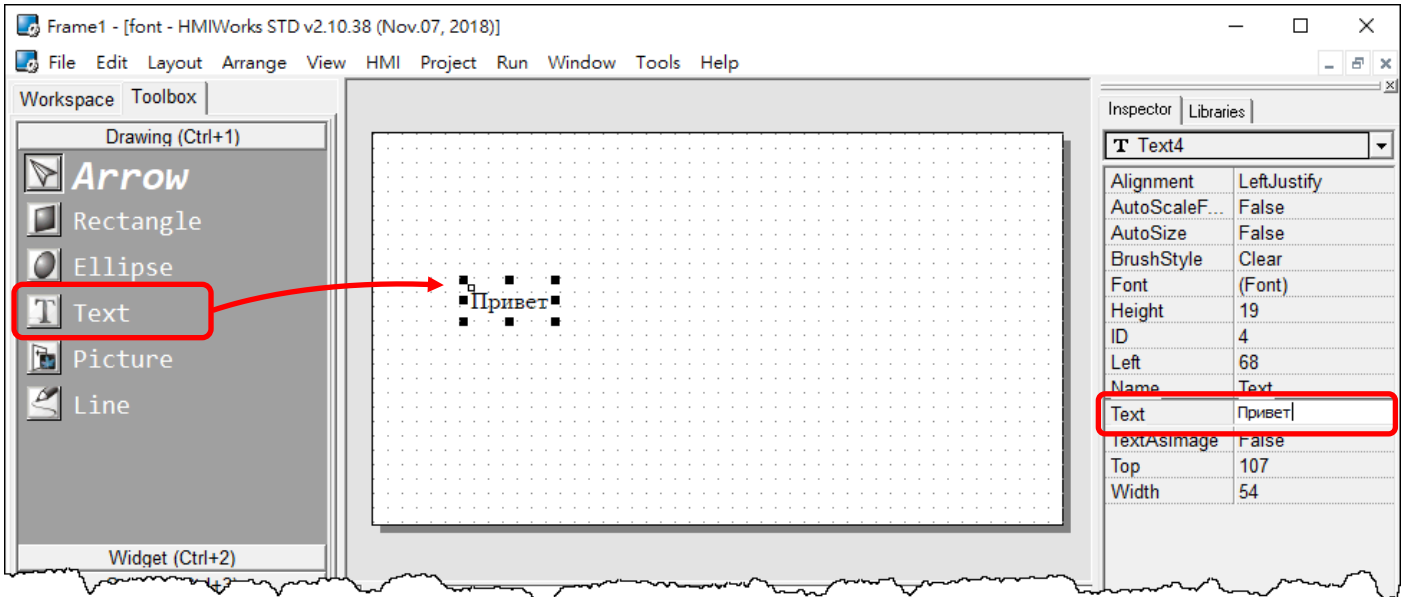 Frame1 - [font - HMIWorks STD v2.10.38 (Nov.07, 2018)]
File Edit Layout Arrange View HMI Project Run Window Tools Help
Workspace Toolbox
Drawing (Ctrl+1)
Arrow
Rectangle
Ellipse
Text
Picture
Line
Widget (Ctrl+2)
Привет
Inspector Libraries
T Text4
Alignment LeftJustify
AutoScaleF... False
AutoSize False
BrushStyle Clear
Font (Font)
Height 19
ID 4
Left 68
Name Text
Text Привет
TextAsImage False
Top 107
Width 54